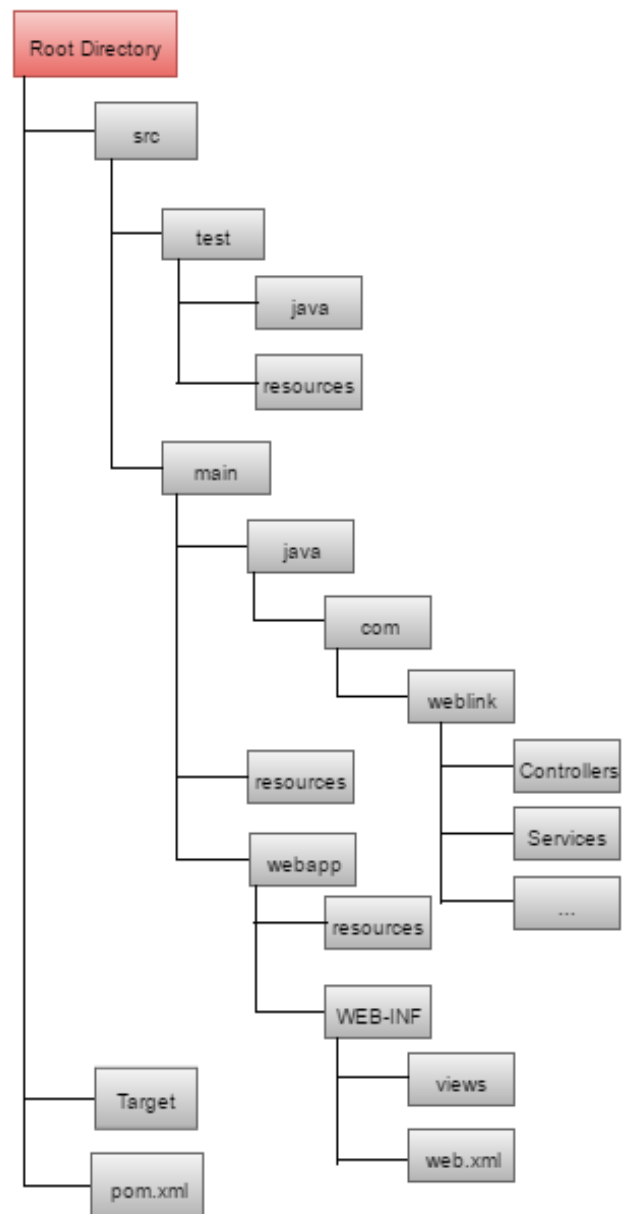 Root Directory
src
test
java
resources
main
java
com
weblink
Controllers
resources
Services
webapp
...
resources
WEB-INF
views
Target
web.xml
pom.xml